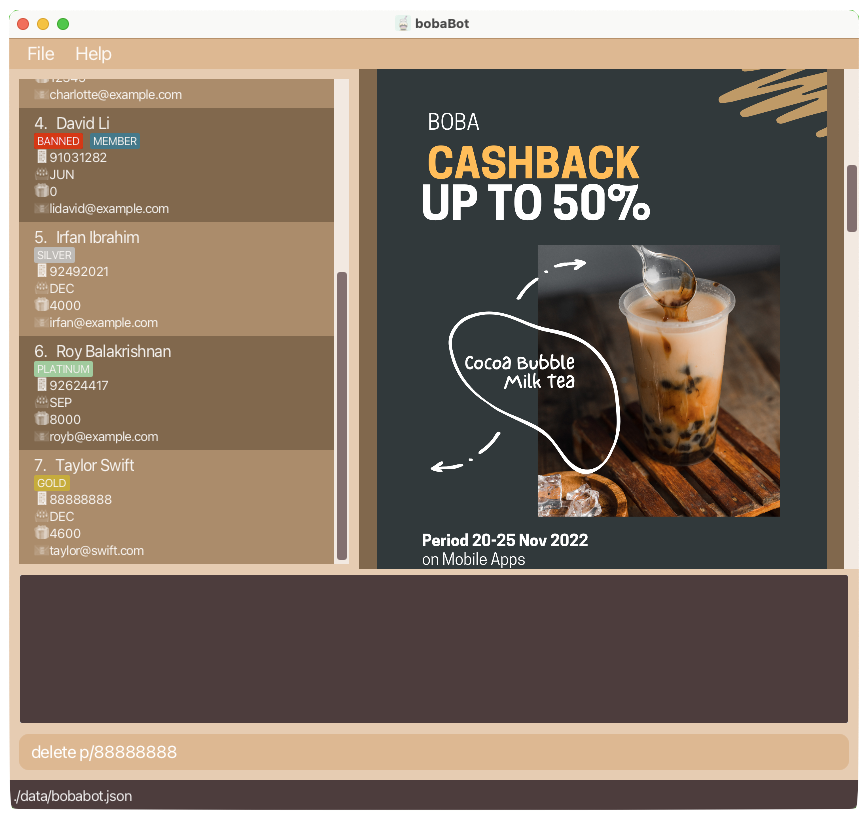 bobaBot
File Help
12345
charlotte@example.com
4. David Li
BANNED MEMBER
91031282
JUN
0
lidavid@example.com
5. Irfan Ibrahim
SILVER
92492021
DEC
4000
irfan@example.com
6. Roy Balakrishnan
PLATINUM
92624417
SEP
8000
royb@example.com
7. Taylor Swift
GOLD
88888888
DEC
4600
taylor@swift.com
BOBA
CASHBACK
UP TO 50%
Cocoa Bubble
Milk tea
Period 20-25 Nov 2022
on Mobile Apps
delete p/88888888
./data/bobabot.json